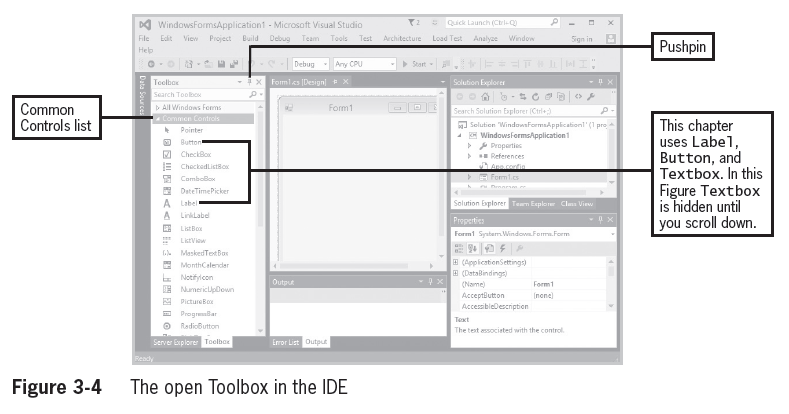 WindowsFormsApplication1 - Microsoft Visual Studio
2
Quick Launch (Ctrl+Q)
File Edit View Project Build Debug Team Tools Test Architecture Load Test Analyze Window Sign in
Help
Debug Any CPU Start
Pushpin
Data Sources
Toolbox
Search Toolbox
All Windows Forms
Common Controls
Pointer
Button
CheckBox
CheckedListBox
ComboBox
DateTimePicker
Label
LinkLabel
ListBox
ListView
MaskedTextBox
MonthCalendar
NotifyIcon
NumericUpDown
PictureBox
ProgressBar
RadioButton
Server Explorer Toolbox
Common
Controls list
Form1.cs [Design]
Form1
Output
Error List Output
Solution Explorer
Search Solution Explorer (Ctrl+;)
Solution 'WindowsFormsApplication1' (1 pro
WindowsFormsApplication1
Properties
References
App.config
Form1.cs
Program.cs
Solution Explorer Team Explorer Class View
Properties
Form1 System.Windows.Forms.Form
(ApplicationSettings)
(DataBindings)
(Name) Form1
AcceptButton (none)
AccessibleDescription
Text
The text associated with the control.
Ready
This chapter
uses Label,
Button, and
Textbox. In this
Figure Textbox
is hidden until
you scroll down.
Figure 3-4 The open Toolbox in the IDE